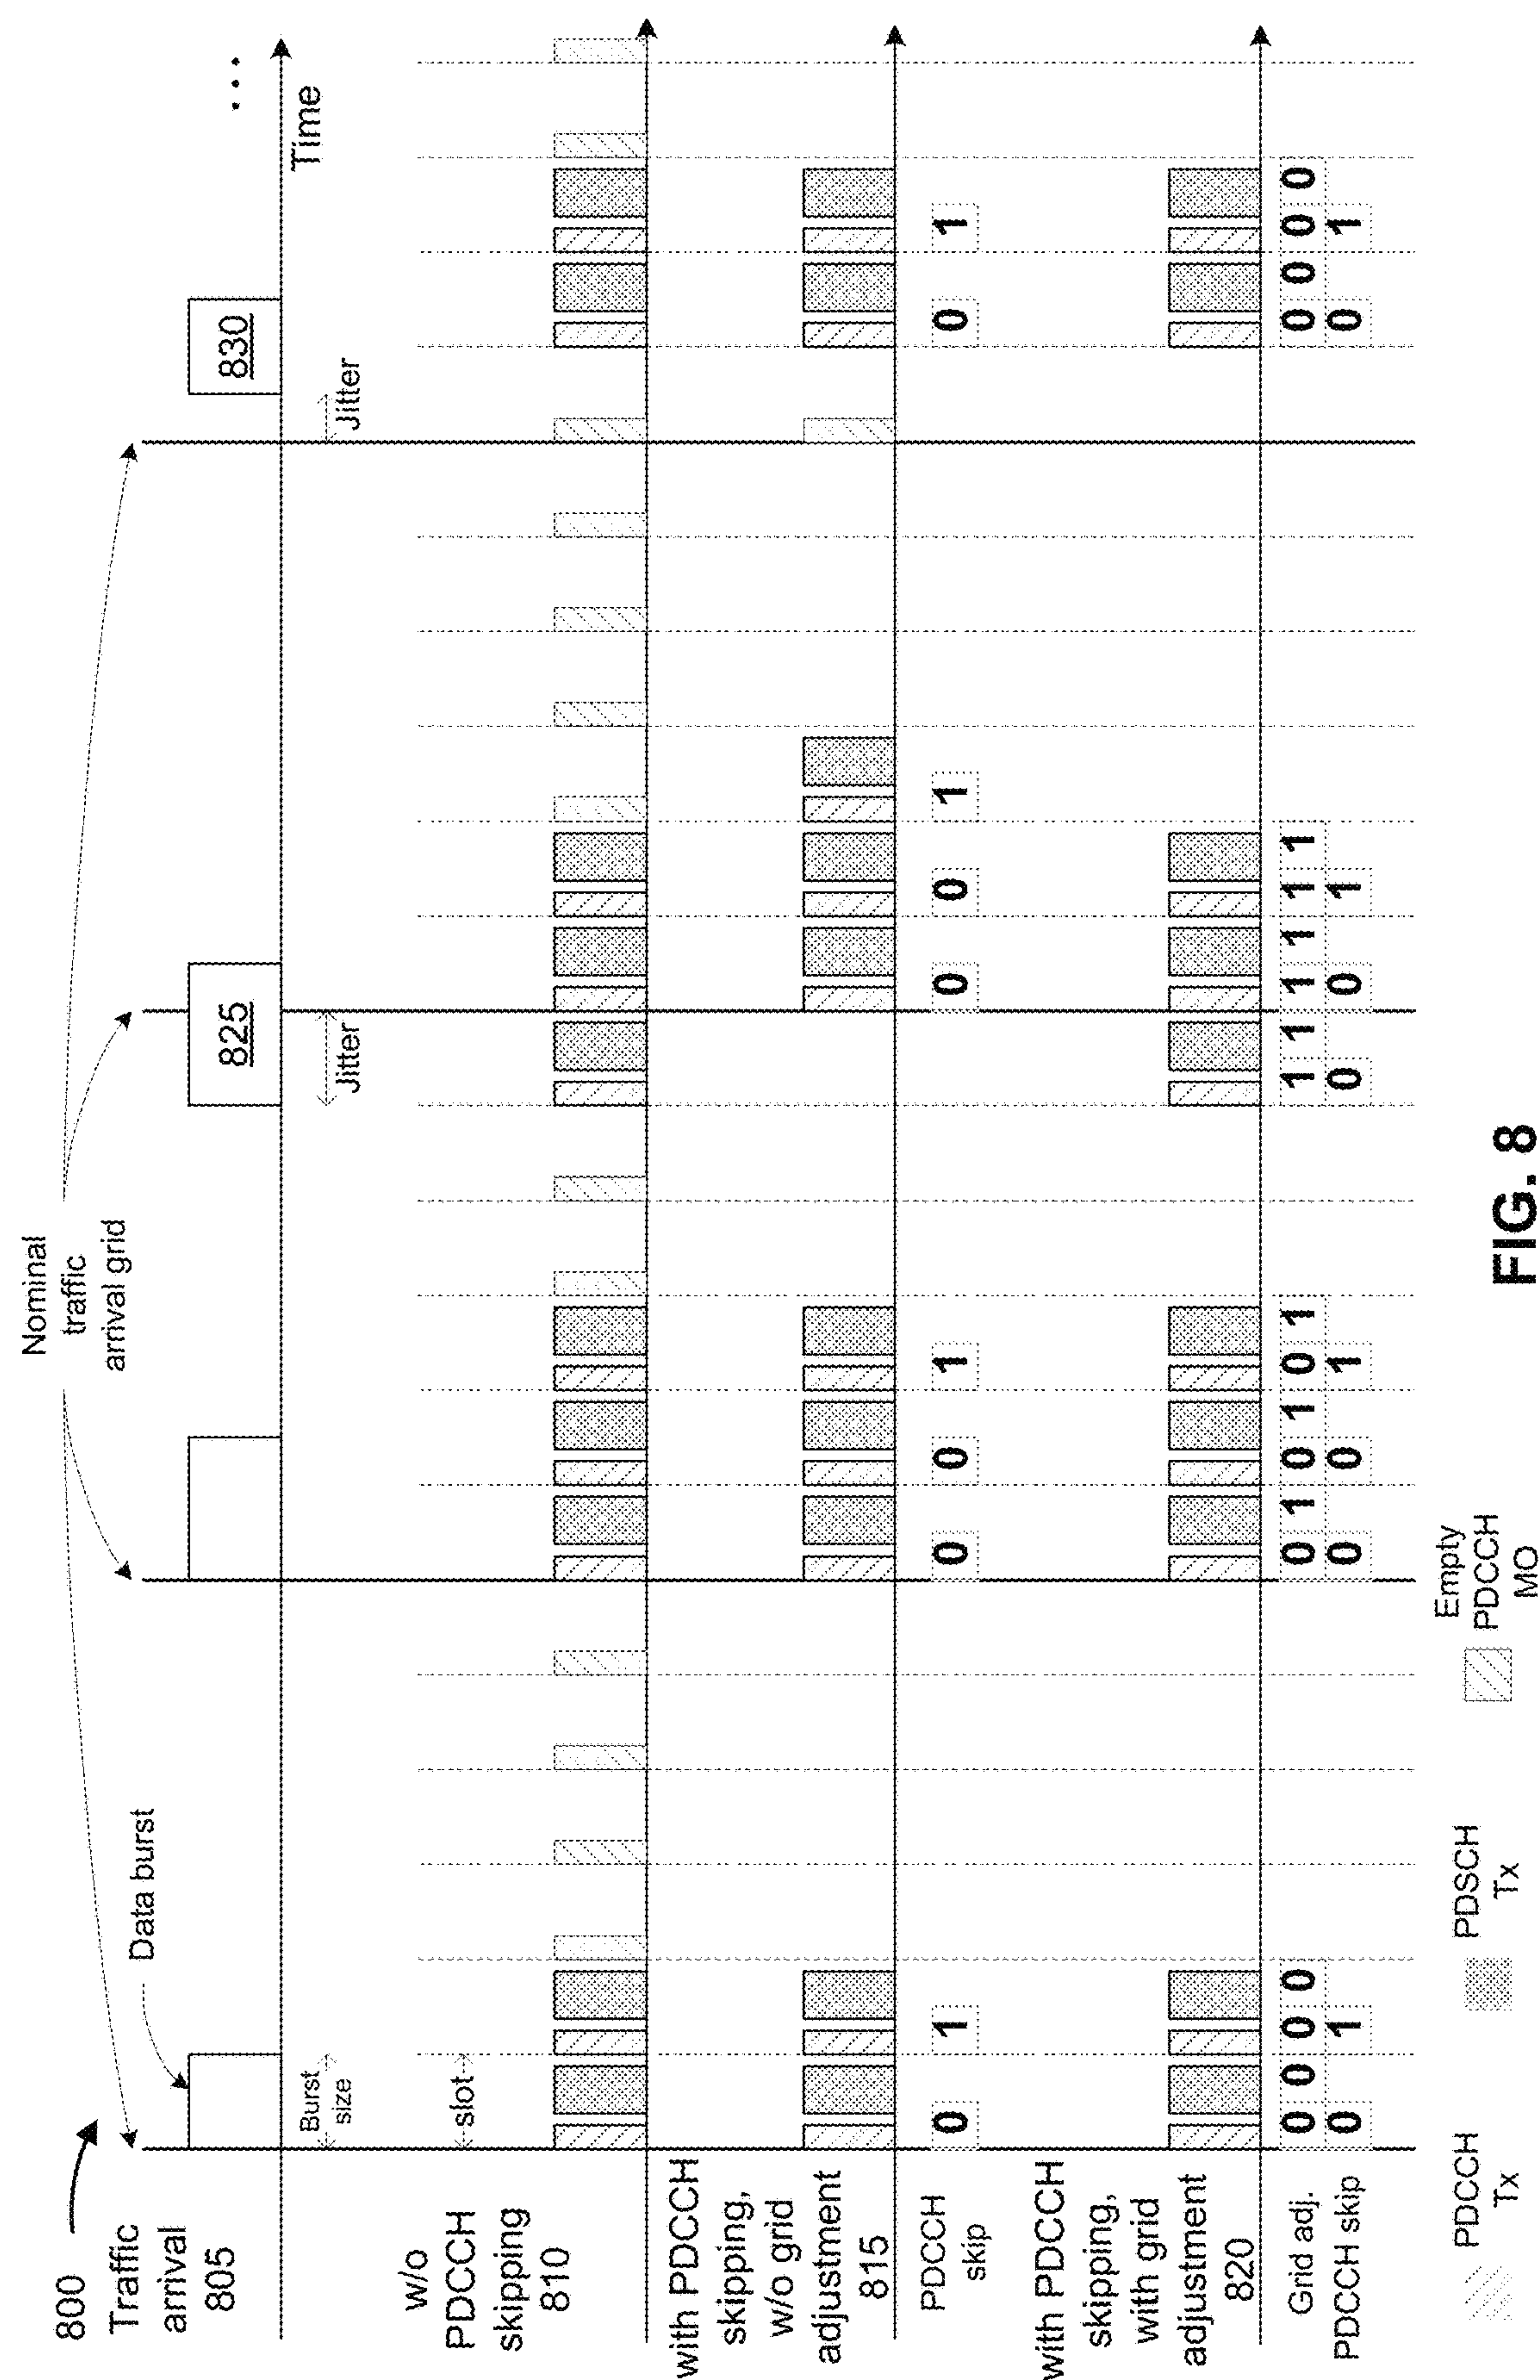 800
Nominal
traffic
arrival grid
Data burst
Traffic
arrival
805
825
830
...
Time
Burst
size
Jitter
Jitter
slot
w/o
PDCCH
skipping
810
with PDCCH
skipping,
w/o grid
adjustment
815
PDCCH
skip
0 1 0 0 1 0 0 1 0 1
with PDCCH
skipping,
with grid
adjustment
820
Grid adj.
0 0 0 0 0 1 0 1 0 1 1 1 1 1 1 1 0 0 0 0
PDCCH skip
0 1 0 0 1 0 0 1 0 1
PDCCH
Tx
PDSCH
Tx
Empty
PDCCH
MO
FIG. 8